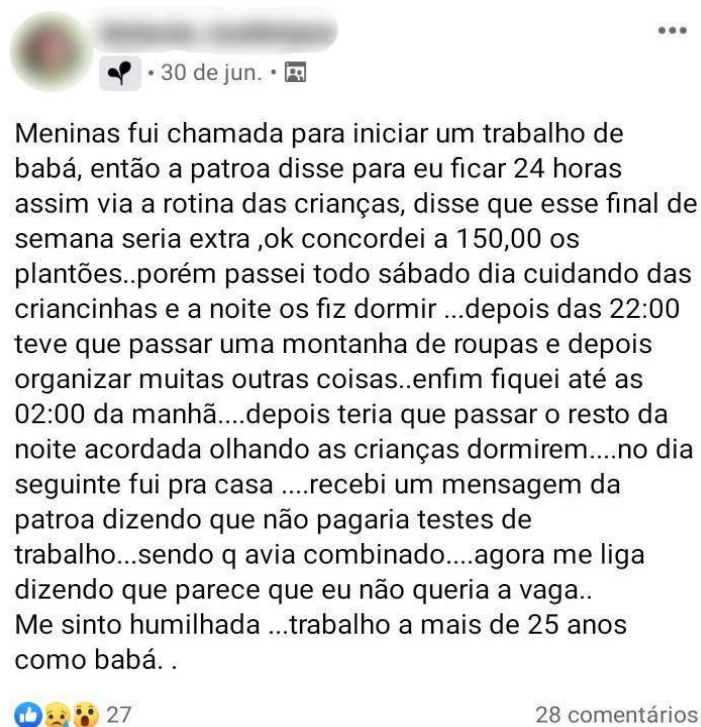 • 30 de jun. •
Meninas fui chamada para iniciar um trabalho de
babá, então a patroa disse para eu ficar 24 horas
assim via a rotina das crianças, disse que esse final de
semana seria extra ,ok concordei a 150,00 os
plantões..porém passei todo sábado dia cuidando das
criancinhas e a noite os fiz dormir ...depois das 22:00
teve que passar uma montanha de roupas e depois
organizar muitas outras coisas..enfim fiquei até as
02:00 da manhã....depois teria que passar o resto da
noite acordada olhando as crianças dormirem....no dia
seguinte fui pra casa ....recebi um mensagem da
patroa dizendo que não pagaria testes de
trabalho...sendo q avia combinado....agora me liga
dizendo que parece que eu não queria a vaga..
Me sinto humilhada ...trabalho a mais de 25 anos
como babá. .
27
28 comentários